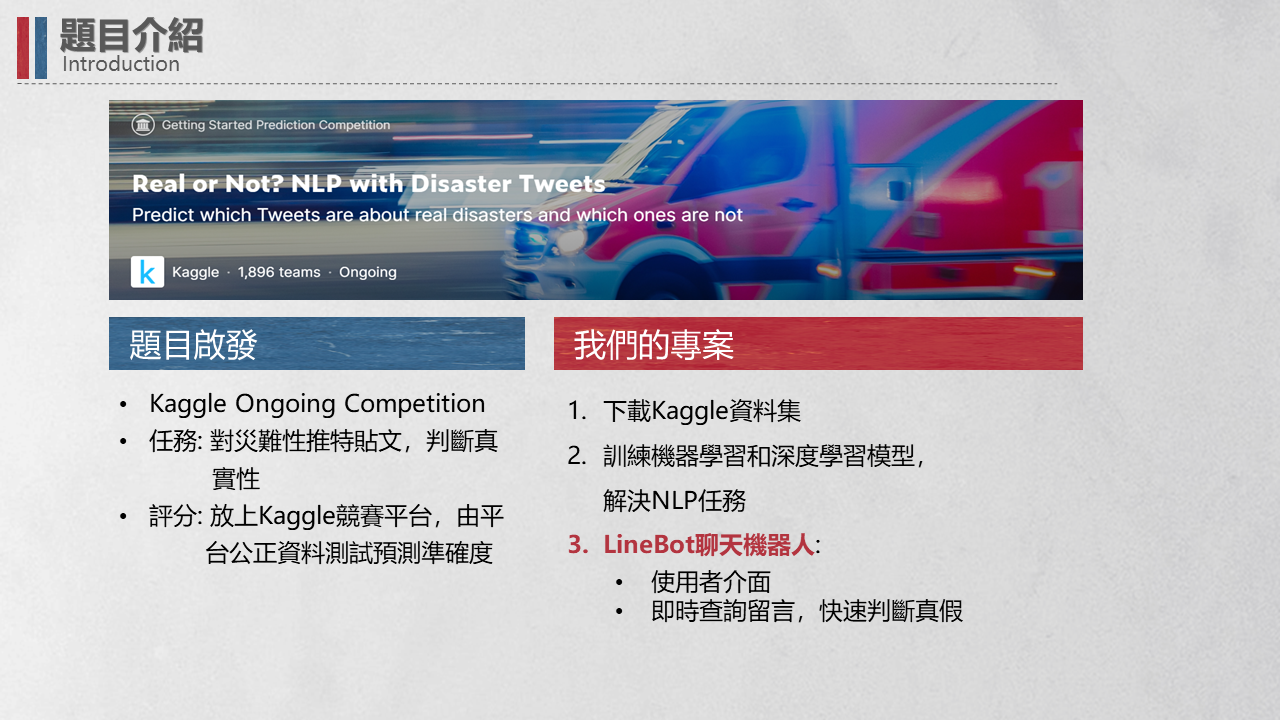 題目介紹
Introduction
Getting Started Prediction Competition
Real or Not? NLP with Disaster Tweets
Predict which Tweets are about real disasters and which ones are not
k Kaggle · 1,896 teams · Ongoing
題目啟發
• Kaggle Ongoing Competition
• 任務: 對災難性推特貼文，判斷真
實性
• 評分: 放上Kaggle競賽平台，由平
台公正資料測試預測準確度
我們的專案
1. 下載Kaggle資料集
2. 訓練機器學習和深度學習模型，
解決NLP任務
3. LineBot聊天機器人:
• 使用者介面
• 即時查詢留言，快速判斷真假